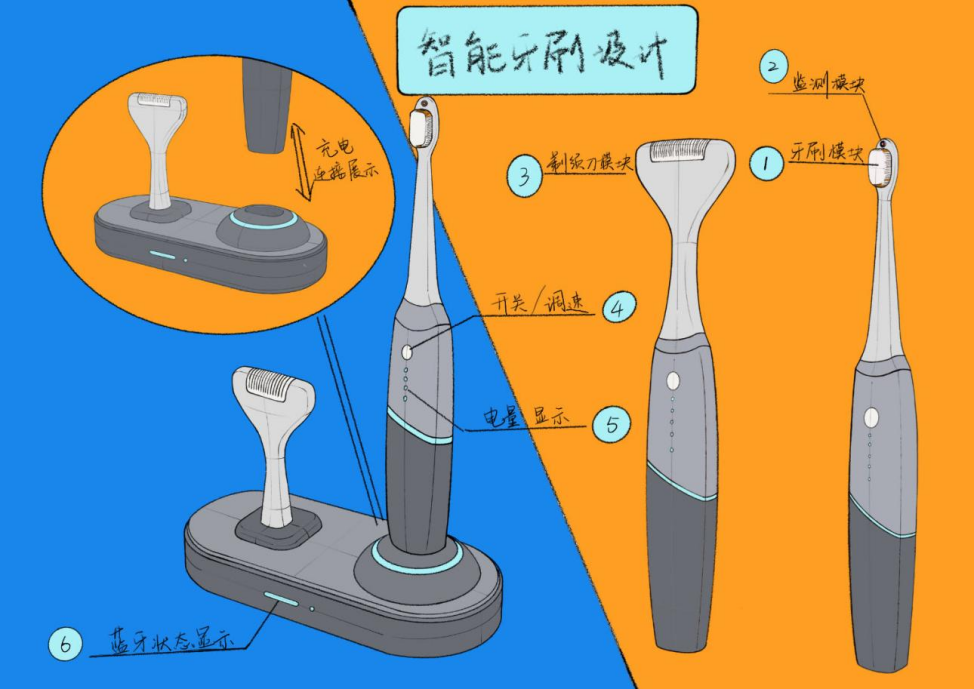 智能牙刷设计
2
监测模块
充电
连接展示
3 剃须刀模块
1 牙刷模块
开关/调速 4
电量显示 5
6 蓝牙状态显示